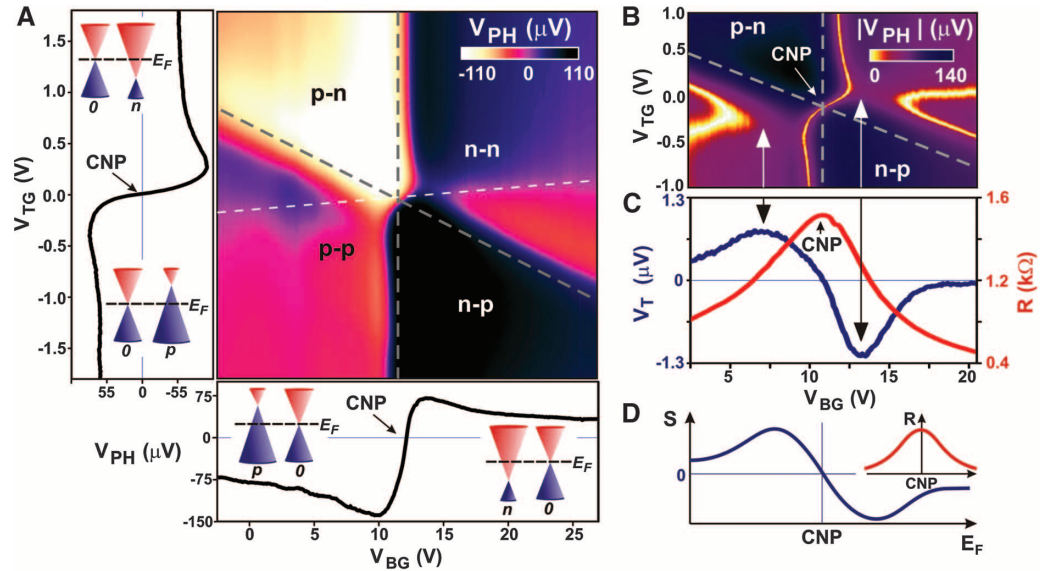 A
1.5
1.0
0.5
0.0
-0.5
-1.0
-1.5
V_TG (V)
E_F
0 n
CNP
E_F
0 p
55 0 -55
V_PH (μV)
-110 0 110
p-n
n-n
p-p
n-p
V_PH (μV)
75
0
-75
-150
CNP
E_F
p 0
E_F
n 0
0 5 10 15 20 25
V_BG (V)
B
1.0
0.5
0.0
-0.5
1.0
V_TG (V)
p-n
CNP
|V_PH| (μV)
0 140
n-p
C
1.3
0
-1.3
V_T (μV)
CNP
1.6
1.2
0.4
R (kΩ)
5 10 15 20
V_BG (V)
D
S
0
CNP
E_F
R
CNP